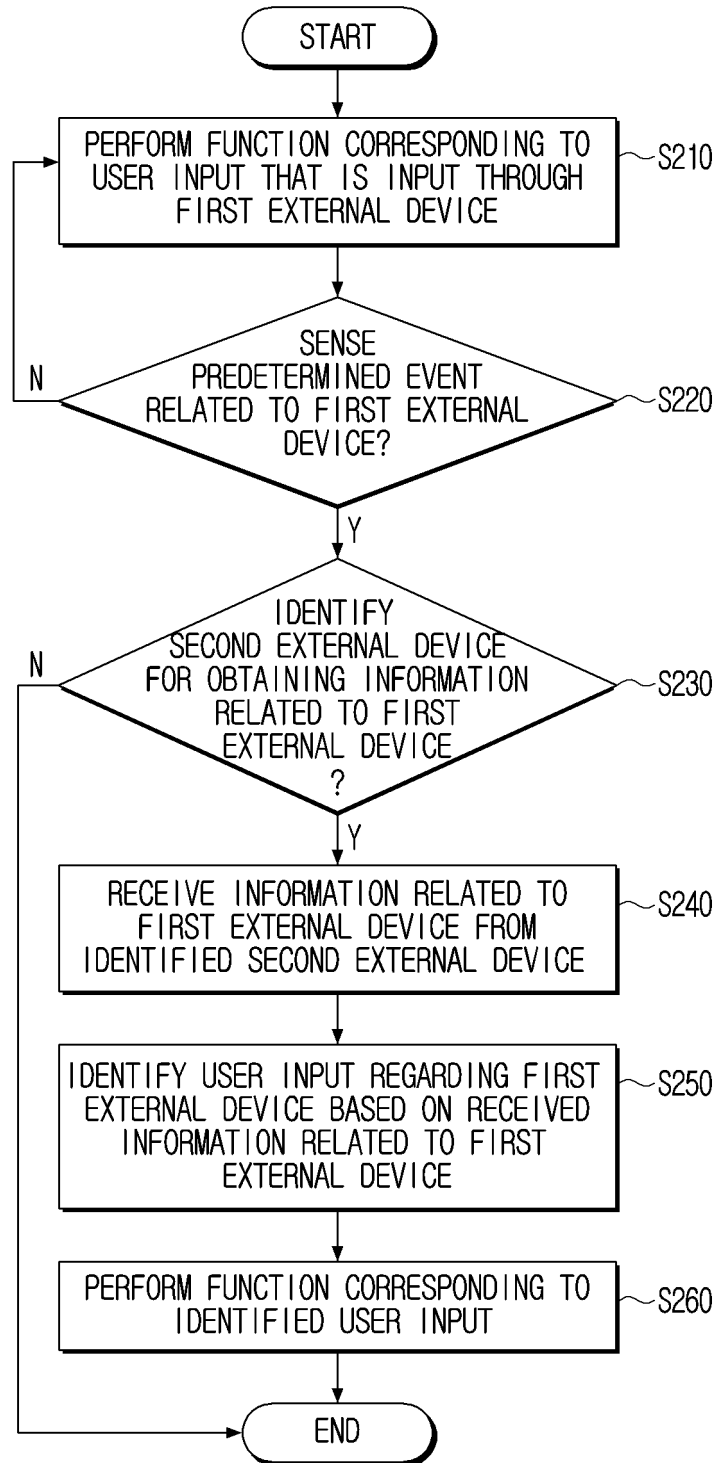 START
PERFORM FUNCTION CORRESPONDING TO
USER INPUT THAT IS INPUT THROUGH
FIRST EXTERNAL DEVICE
S210
SENSE
PREDETERMINED EVENT
RELATED TO FIRST EXTERNAL
DEVICE?
N
S220
Y
IDENTIFY
SECOND EXTERNAL DEVICE
FOR OBTAINING INFORMATION
RELATED TO FIRST
EXTERNAL DEVICE
?
N
S230
Y
RECEIVE INFORMATION RELATED TO
FIRST EXTERNAL DEVICE FROM
IDENTIFIED SECOND EXTERNAL DEVICE
S240
IDENTIFY USER INPUT REGARDING FIRST
EXTERNAL DEVICE BASED ON RECEIVED
INFORMATION RELATED TO FIRST
EXTERNAL DEVICE
S250
PERFORM FUNCTION CORRESPONDING TO
IDENTIFIED USER INPUT
S260
END